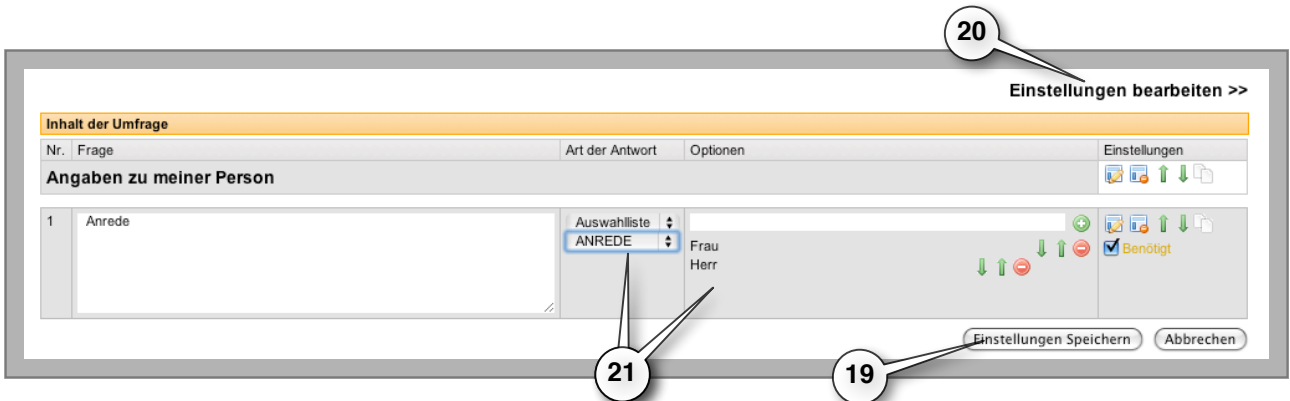 20
Einstellungen bearbeiten >>
Inhalt der Umfrage
Nr. Frage Art der Antwort Optionen Einstellungen
Angaben zu meiner Person
1 Anrede Auswahlliste
ANREDE Frau Benötigt
Herr
Einstellungen Speichern Abbrechen
21 19